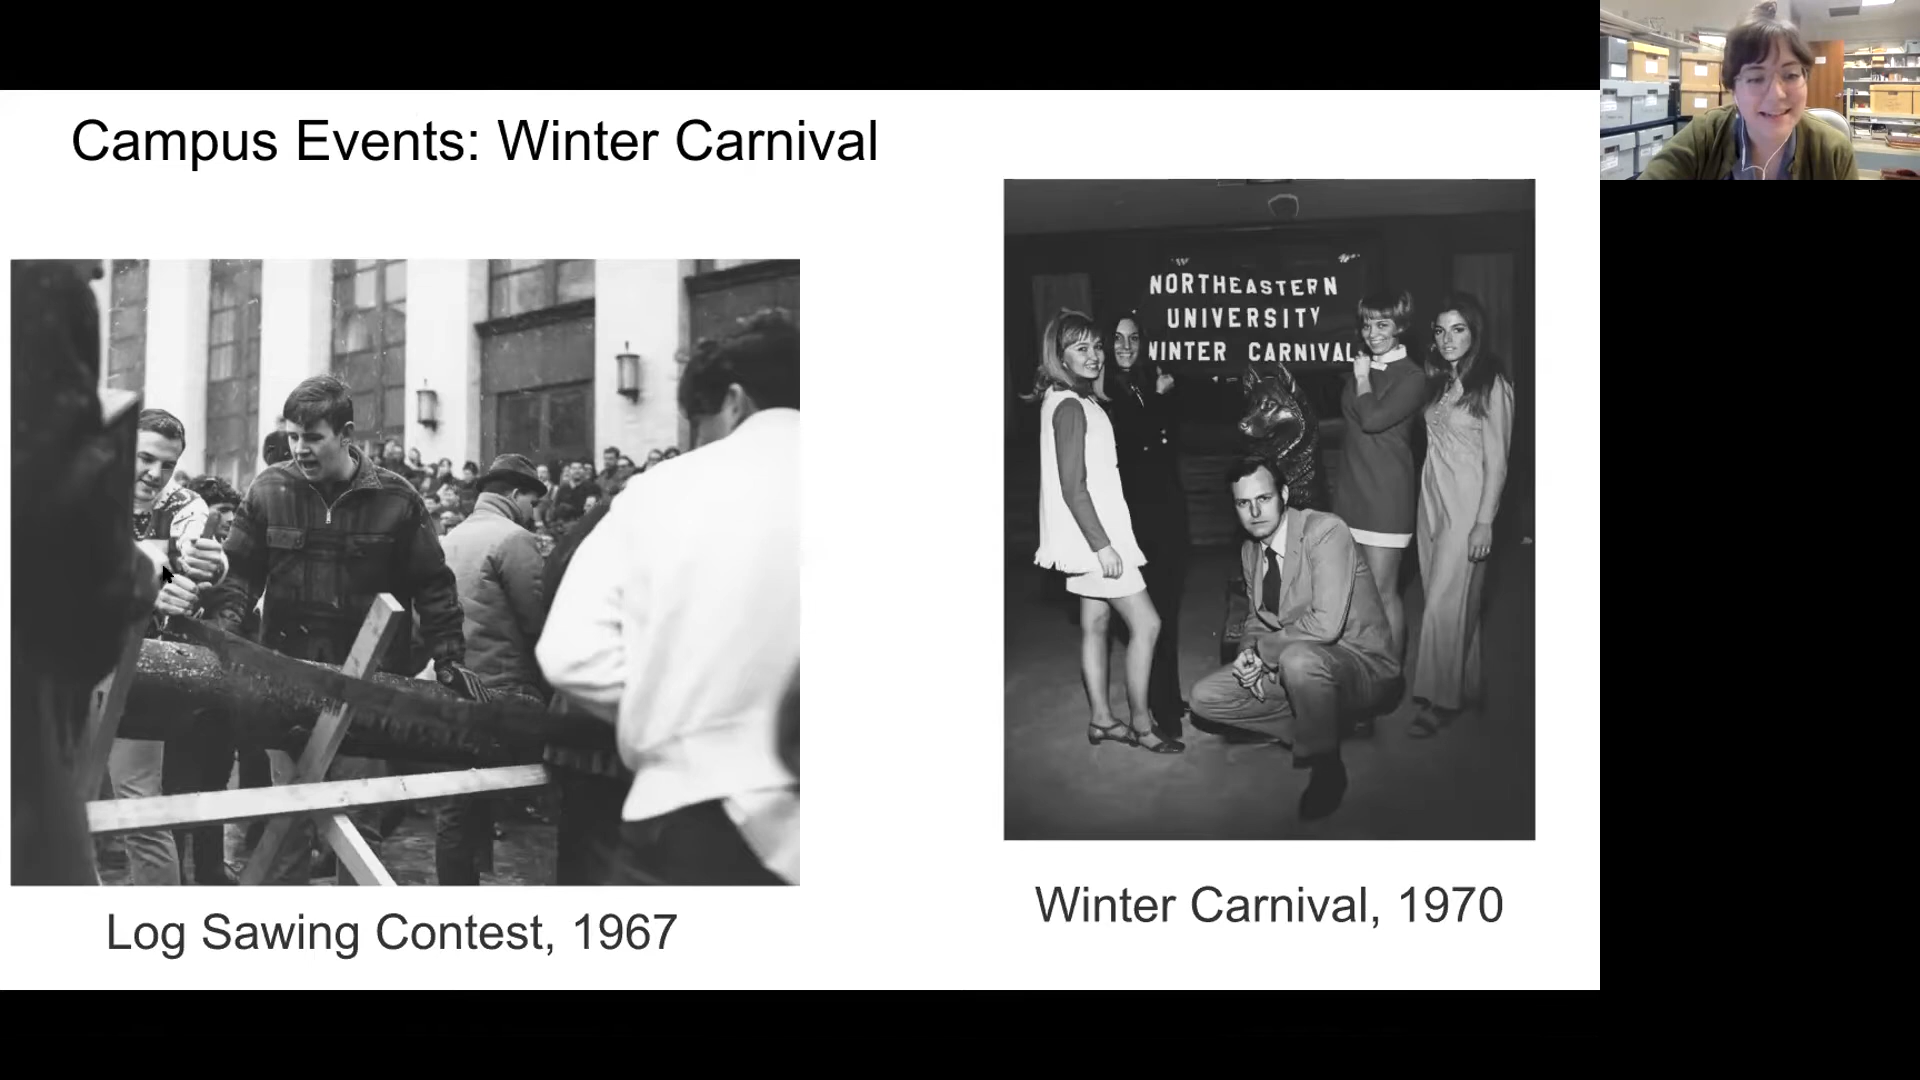 Campus Events: Winter Carnival
NORTHEASTERN
UNIVERSITY
WINTER CARNIVAL
Log Sawing Contest, 1967
Winter Carnival, 1970